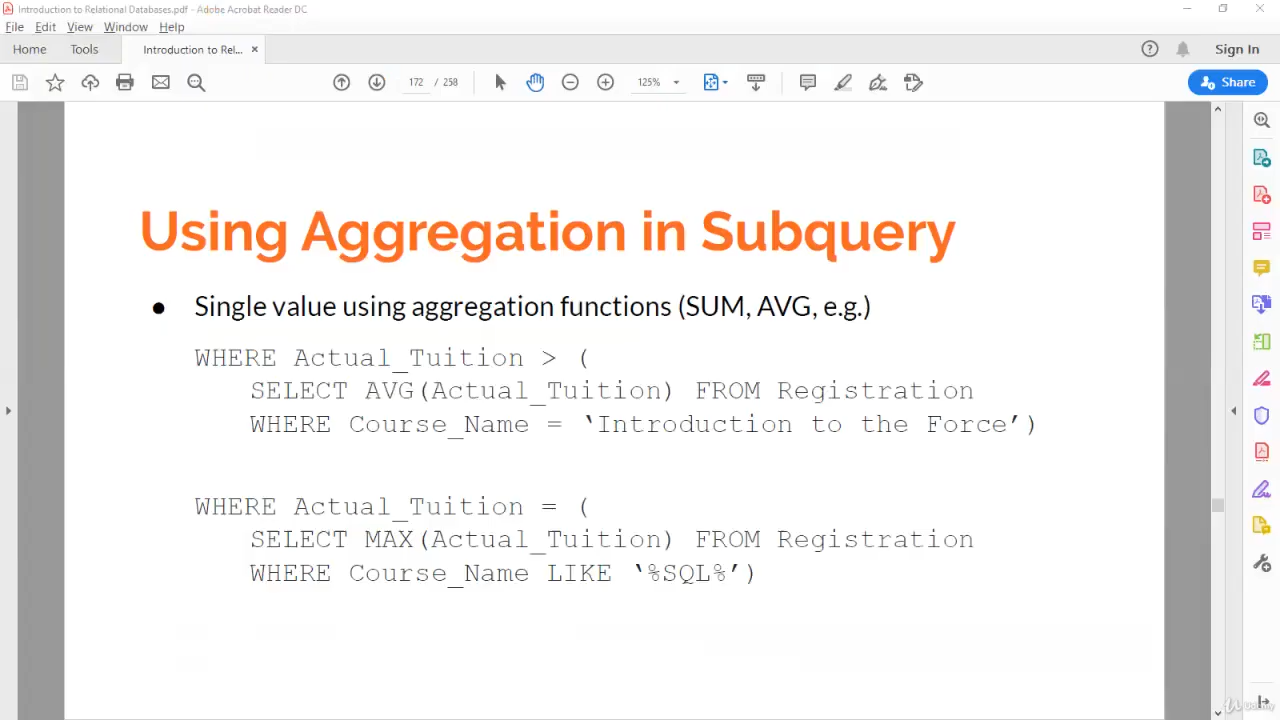 Introduction to Relational Databases.pdf - Adobe Acrobat Reader DC
File Edit View Window Help
Home Tools Introduction to Rel... × Sign In
172 / 258 125% Share
Using Aggregation in Subquery
● Single value using aggregation functions (SUM, AVG, e.g.)
WHERE Actual_Tuition > (
SELECT AVG(Actual_Tuition) FROM Registration
WHERE Course_Name = ‘Introduction to the Force’)
WHERE Actual_Tuition = (
SELECT MAX(Actual_Tuition) FROM Registration
WHERE Course_Name LIKE ‘%SQL%’)